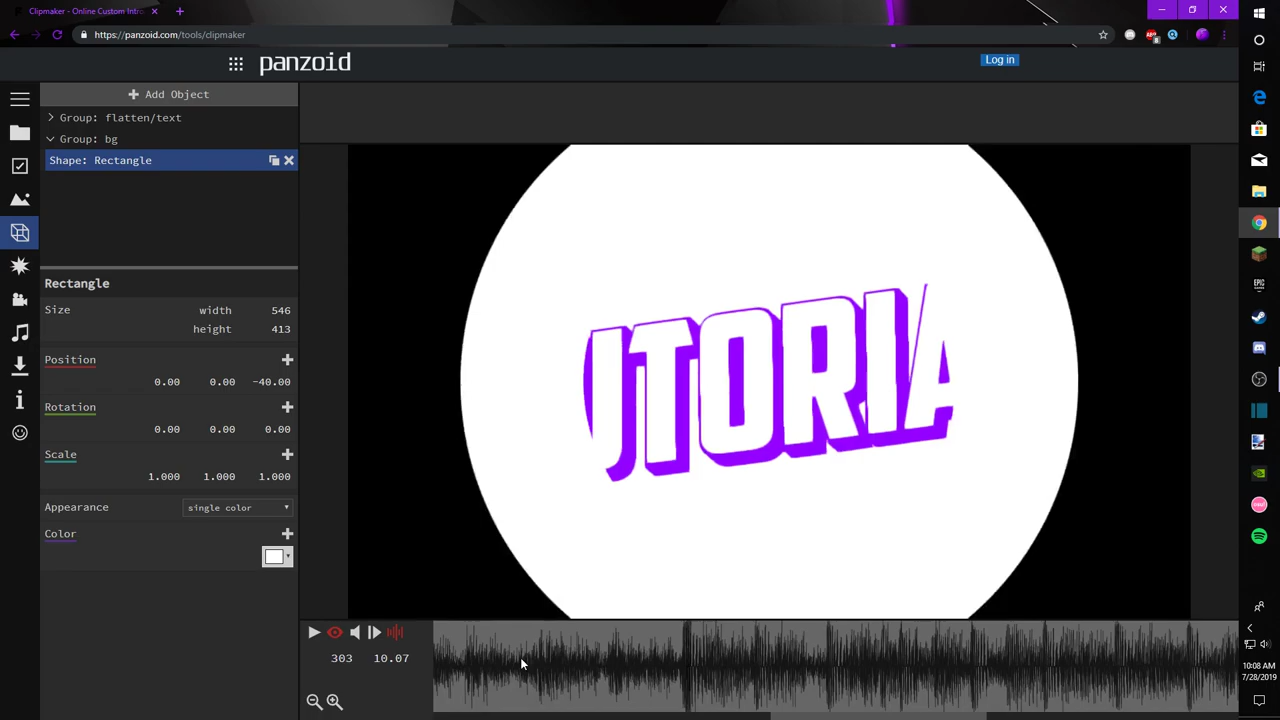 Clipmaker - Online Custom Intro
https://panzoid.com/tools/clipmaker
panzoid
Log in
Add Object
Group: flatten/text
Group: bg
Shape: Rectangle
Rectangle
Size width 546
height 413
Position
0.00 0.00 -40.00
Rotation
0.00 0.00 0.00
Scale
1.000 1.000 1.000
Appearance single color
Color
UTORIA
303 10.07
EPIC
10:08 AM
7/28/2019